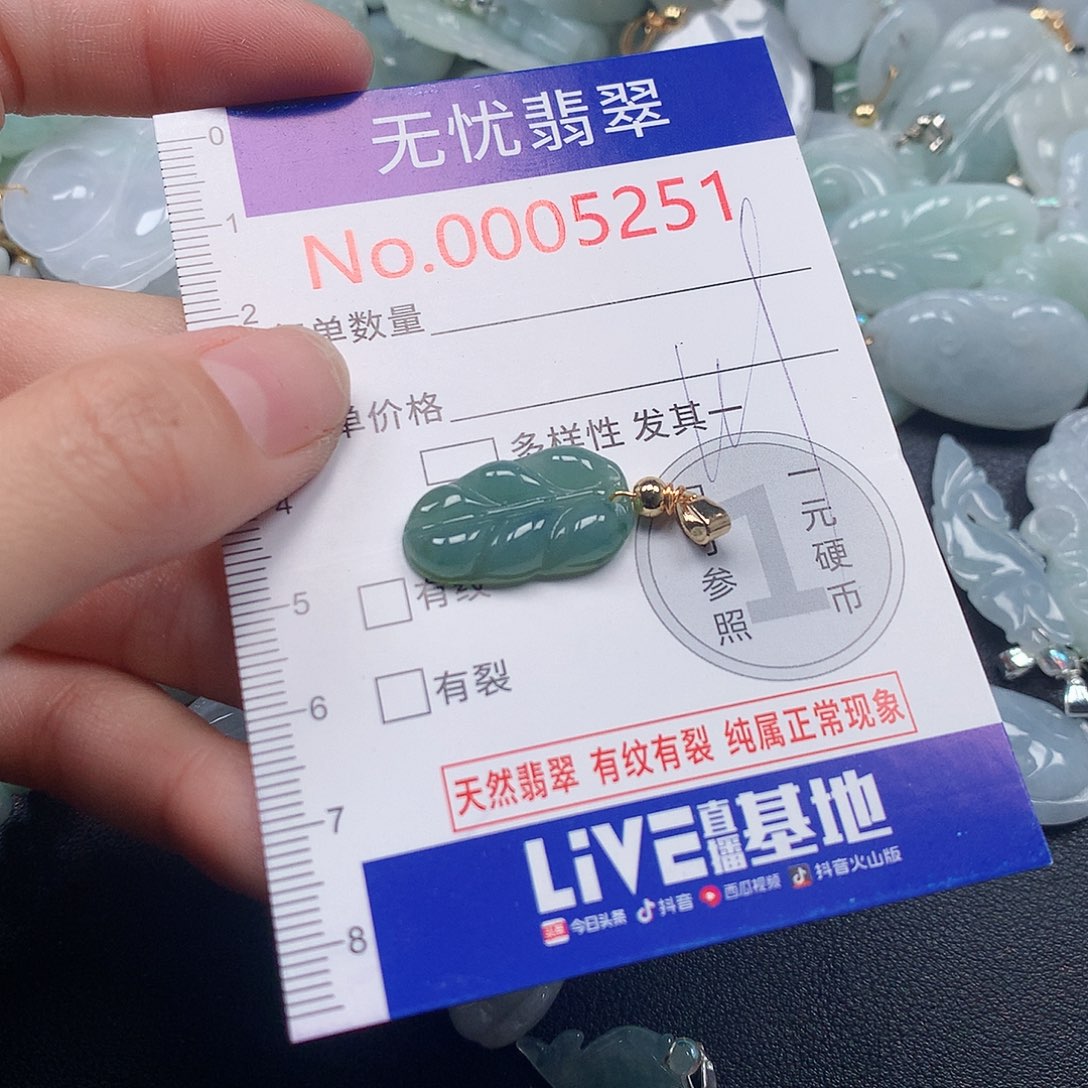 无忧翡翠
No.0005251
0
1
2
单数量
单价格
4
多样性 发其一
有纹
一元硬币
参照
1
5
有裂
6
天然翡翠 有纹有裂 纯属正常现象
7
LiVE直播基地
今日头条 抖音 西瓜视频 抖音火山版
8